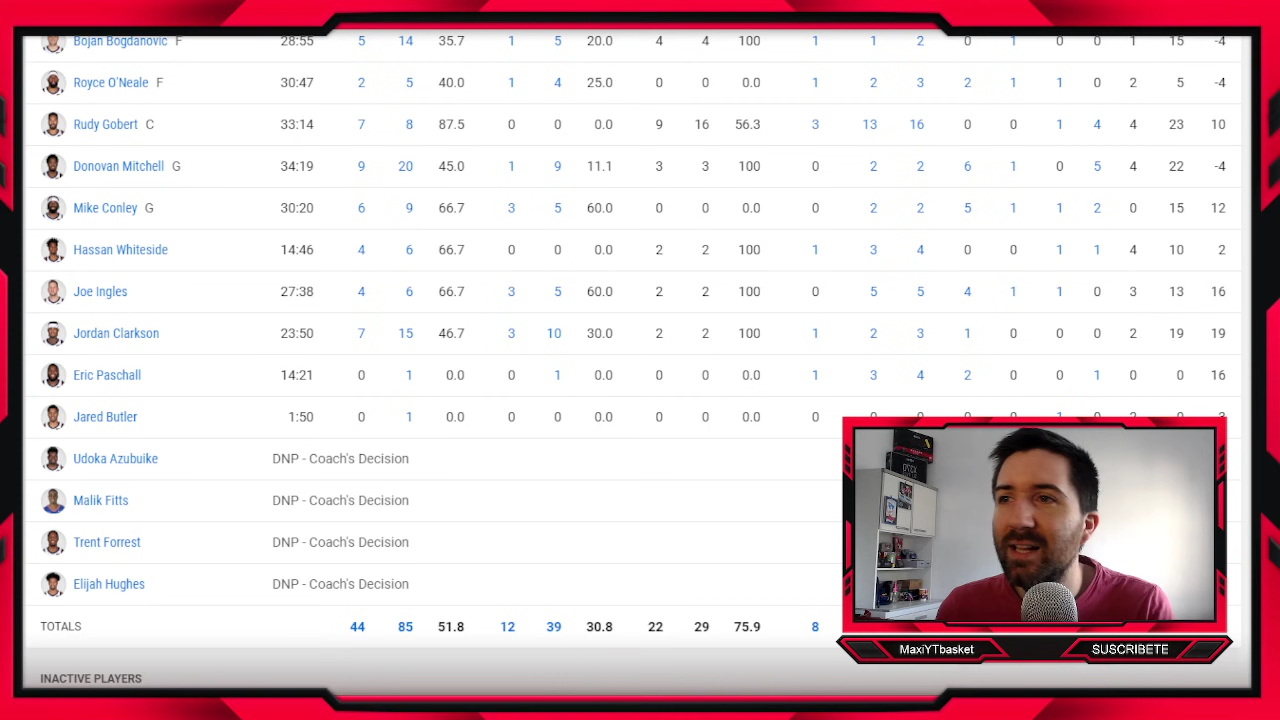 Bojan Bogdanovic F 28:55 5 14 35.7 1 5 20.0 4 4 100 1 1 2 0 1 0 0 1 15 -4
Royce O'Neale F 30:47 2 5 40.0 1 4 25.0 0 0 0.0 1 2 3 2 1 1 0 2 5 -4
Rudy Gobert C 33:14 7 8 87.5 0 0 0.0 9 16 56.3 3 13 16 0 0 1 4 4 23 10
Donovan Mitchell G 34:19 9 20 45.0 1 9 11.1 3 3 100 0 2 2 6 1 0 5 4 22 -4
Mike Conley G 30:20 6 9 66.7 3 5 60.0 0 0 0.0 0 2 2 5 1 1 2 0 15 12
Hassan Whiteside 14:46 4 6 66.7 0 0 0.0 2 2 100 1 3 4 0 0 1 1 4 10 2
Joe Ingles 27:38 4 6 66.7 3 5 60.0 2 2 100 0 5 5 4 1 1 0 3 13 16
Jordan Clarkson 23:50 7 15 46.7 3 10 30.0 2 2 100 1 2 3 1 0 0 0 2 19 19
Eric Paschall 14:21 0 1 0.0 0 1 0.0 0 0 0.0 1 3 4 2 0 0 1 0 0 16
Jared Butler 1:50 0 1 0.0 0 0 0.0 0 0 0.0 0
Udoka Azubuike DNP - Coach's Decision
Malik Fitts DNP - Coach's Decision
Trent Forrest DNP - Coach's Decision
Elijah Hughes DNP - Coach's Decision
TOTALS 44 85 51.8 12 39 30.8 22 29 75.9 8
INACTIVE PLAYERS
MaxiYTbasket
SUSCRIBETE